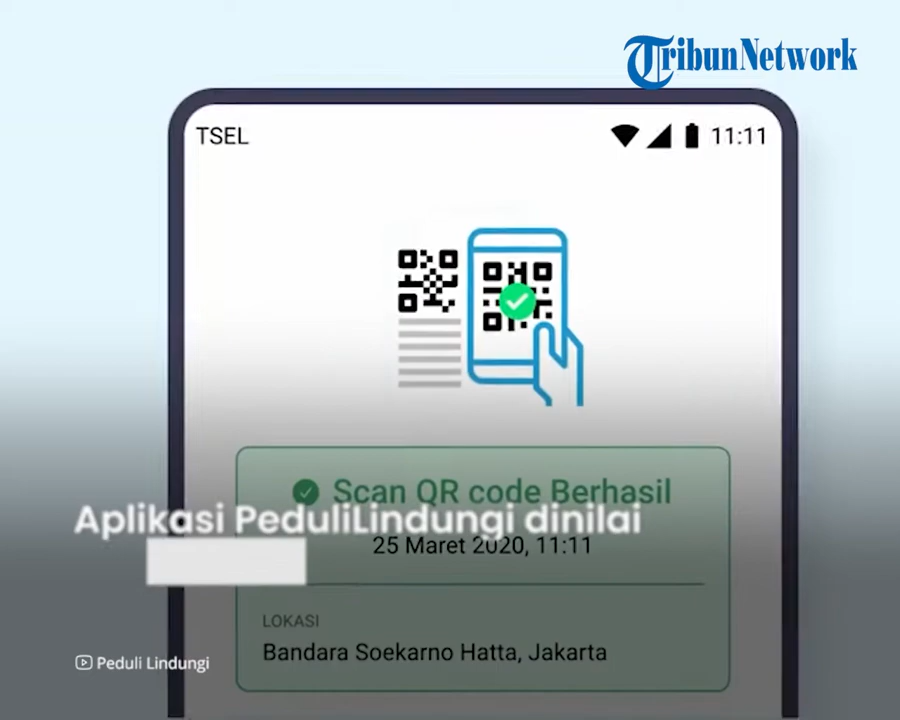 TribunNetwork
TSEL 11:11
Scan QR code Berhasil
Aplikasi PeduliLindungi dinilai
25 Maret 2020, 11:11
LOKASI
Bandara Soekarno Hatta, Jakarta
Peduli Lindungi